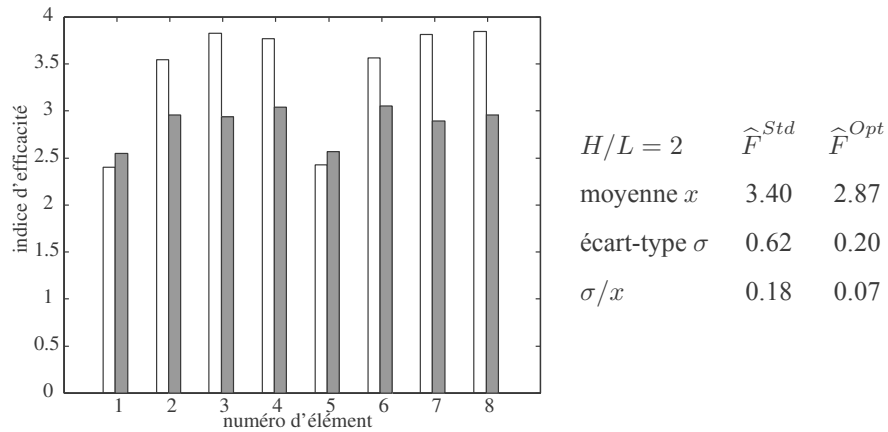 4
3.5
3
2.5
2
1.5
1
0.5
0
indice d'efficacité
1 2 3 4 5 6 7 8
numéro d'élément
H/L = 2 F̂^Std F̂^Opt
moyenne x 3.40 2.87
écart-type σ 0.62 0.20
σ/x 0.18 0.07